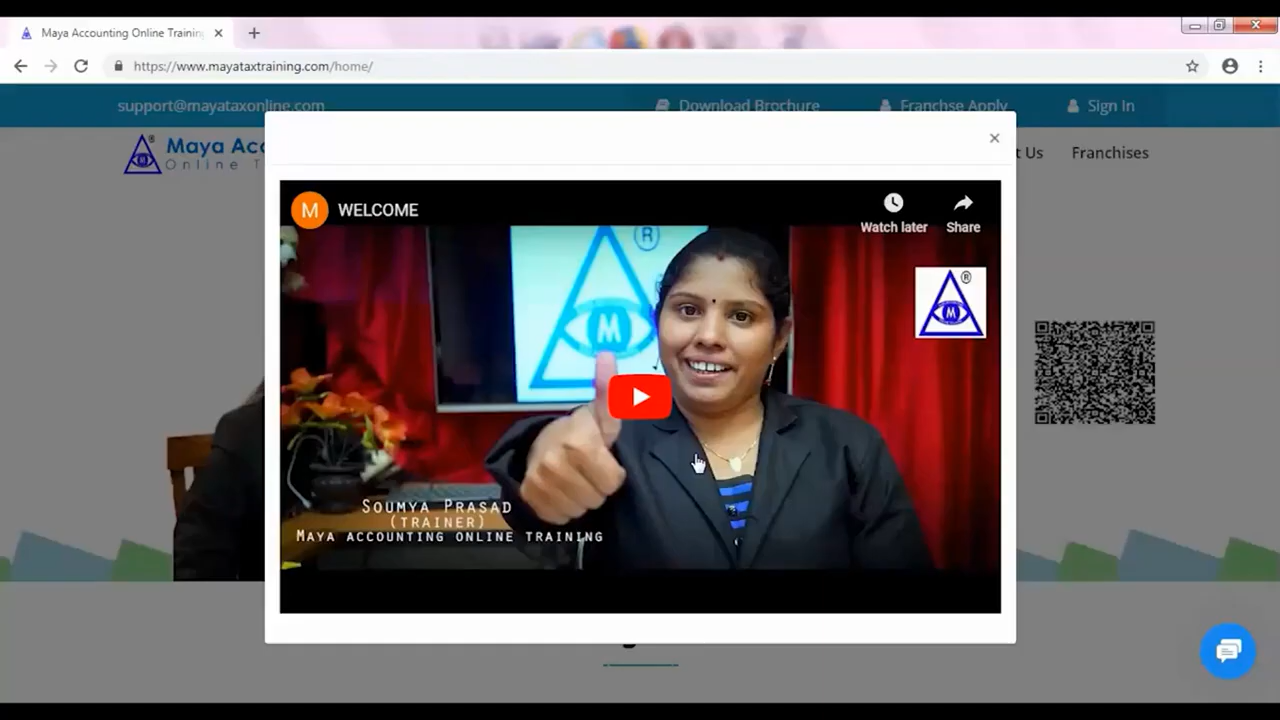 Maya Accounting Online Trainin
https://www.mayataxtraining.com/home/
support@mayataxonline.com
Download Brochure
Franchse Apply
Sign In
Maya Acc
Online T
t Us
Franchises
M
WELCOME
Watch later
Share
®
M
®
M
SOUMYA PRASAD
(TRAINER)
MAYA ACCOUNTING ONLINE TRAINING